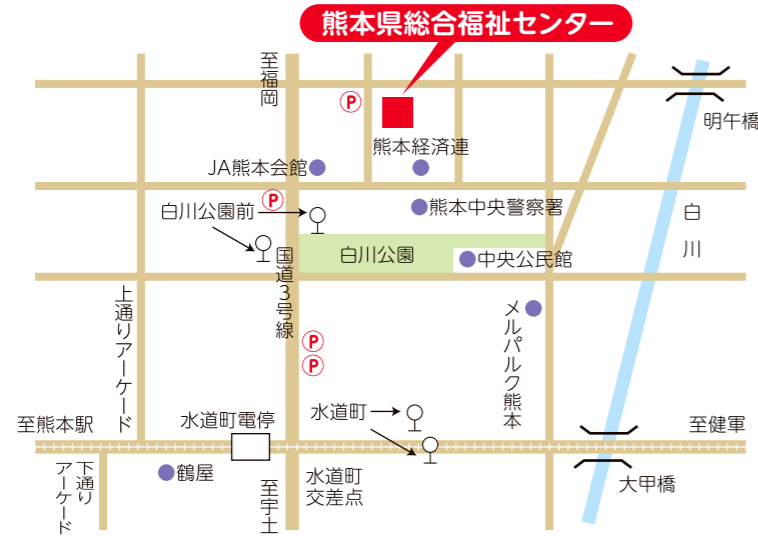 熊本県総合福祉センター
至福岡
P
明午橋
熊本経済連
JA熊本会館
P
白川公園前
熊本中央警察署
白川
白川公園
中央公民館
国道3号線
上通りアーケード
メルパルク熊本
P
P
至熊本駅
水道町電停
水道町
至健軍
下通り
アーケード
鶴屋
至宇土
水道町
交差点
大甲橋